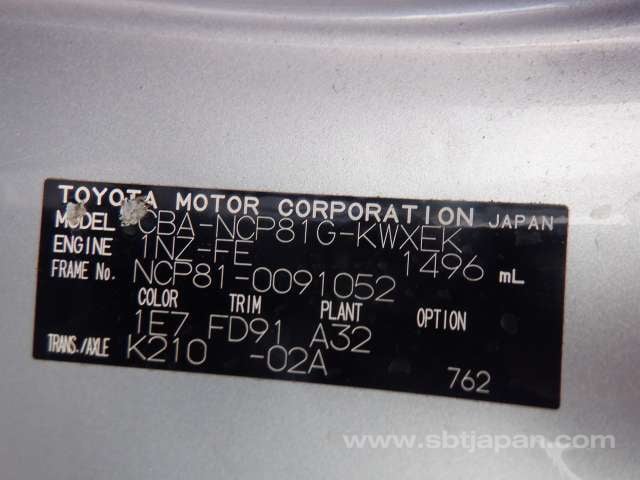 TOYOTA MOTOR CORPORATION JAPAN
MODEL CBA-NCP81G-KWXEK
ENGINE 1NZ-FE 1496 mL
FRAME No. NCP81-0091052
COLOR TRIM PLANT OPTION
1E7 FD91 A32
TRANS./AXLE K210 -02A
762
www.sbtjapan.com